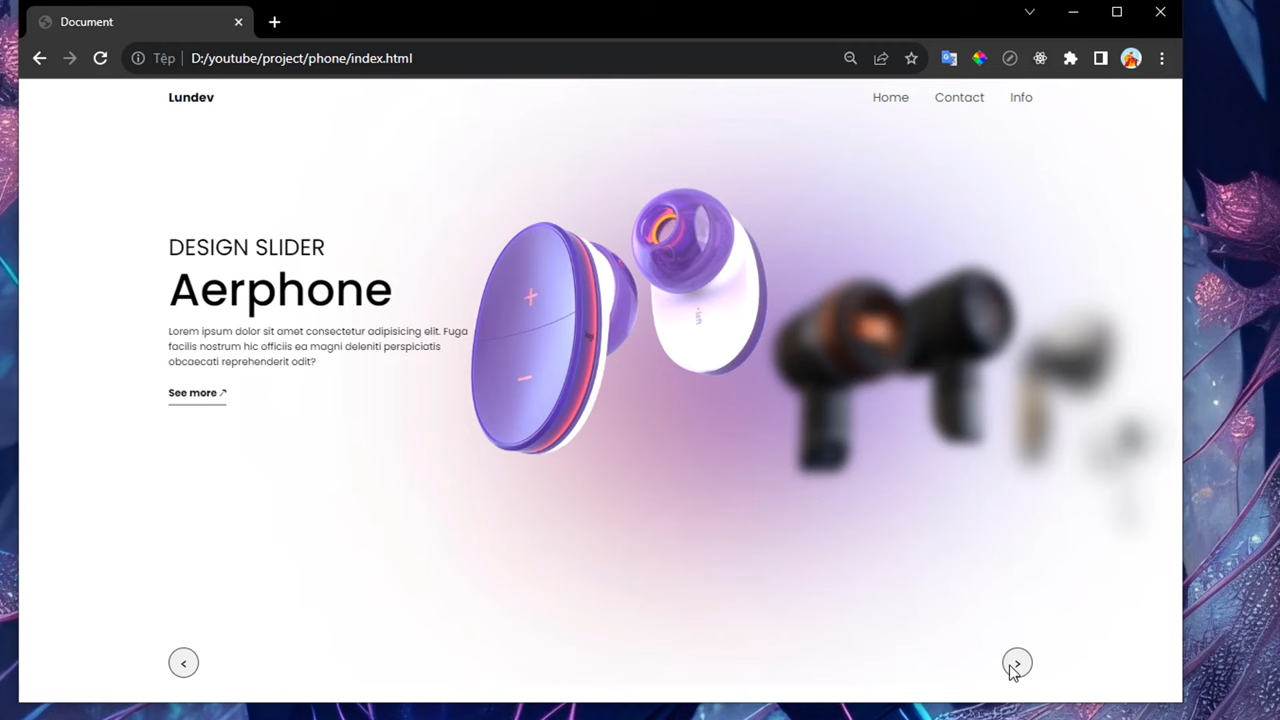 Document
Tệp
D:/youtube/project/phone/index.html
Lundev
Home
Contact
Info
DESIGN SLIDER
Aerphone
Lorem ipsum dolor sit amet consectetur adipisicing elit. Fuga
facilis nostrum hic officiis ea magni deleniti perspiciatis
obcaecati reprehenderit odit?
See more ↗
<
>